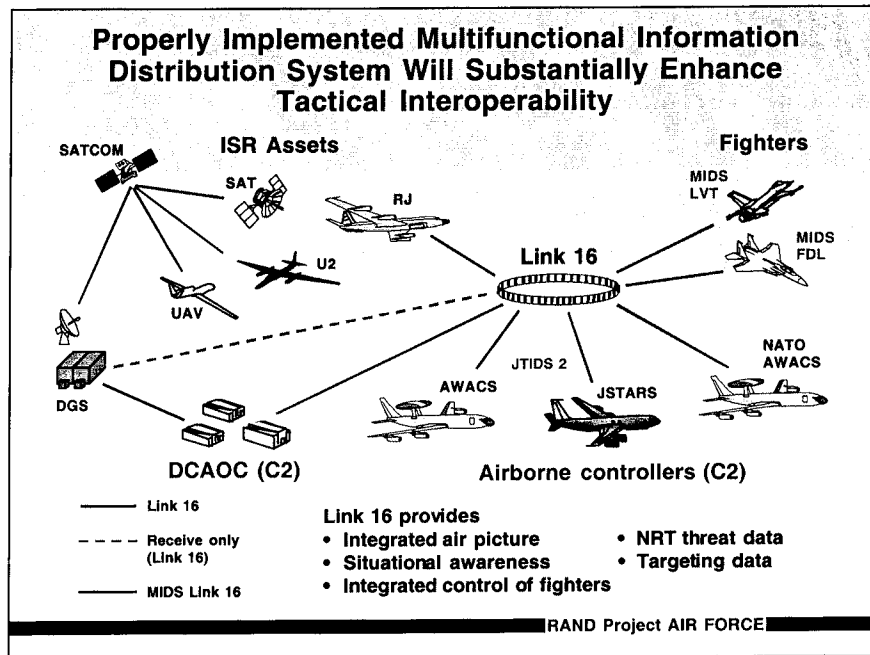 Properly Implemented Multifunctional Information
Distribution System Will Substantially Enhance
Tactical Interoperability
SATCOM
ISR Assets
Fighters
SAT
RJ
MIDS
LVT
Link 16
MIDS
FDL
U2
UAV
DGS
JTIDS 2
AWACS
JSTARS
NATO
AWACS
DCAOC (C2)
Airborne controllers (C2)
Link 16
Receive only
(Link 16)
MIDS Link 16
Link 16 provides
• Integrated air picture
• Situational awareness
• Integrated control of fighters
• NRT threat data
• Targeting data
RAND Project AIR FORCE